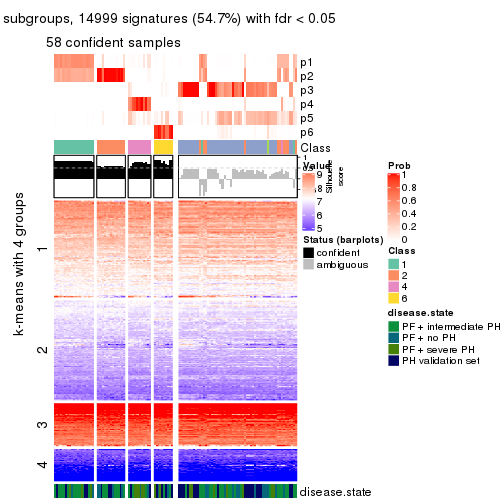 subgroups, 14999 signatures (54.7%) with fdr < 0.05
58 confident samples
p1
p2
p3
p4
p5
p6
Class
1
0
Silhouette
score
k-means with 4 groups
1
2
3
4
disease.state
Value
9
8
7
6
5
Status (barplots)
confident
ambiguous
Prob
1
0.8
0.6
0.4
0.2
0
Class
1
2
4
6
disease.state
PF + intermediate PH
PF + no PH
PF + severe PH
PH validation set